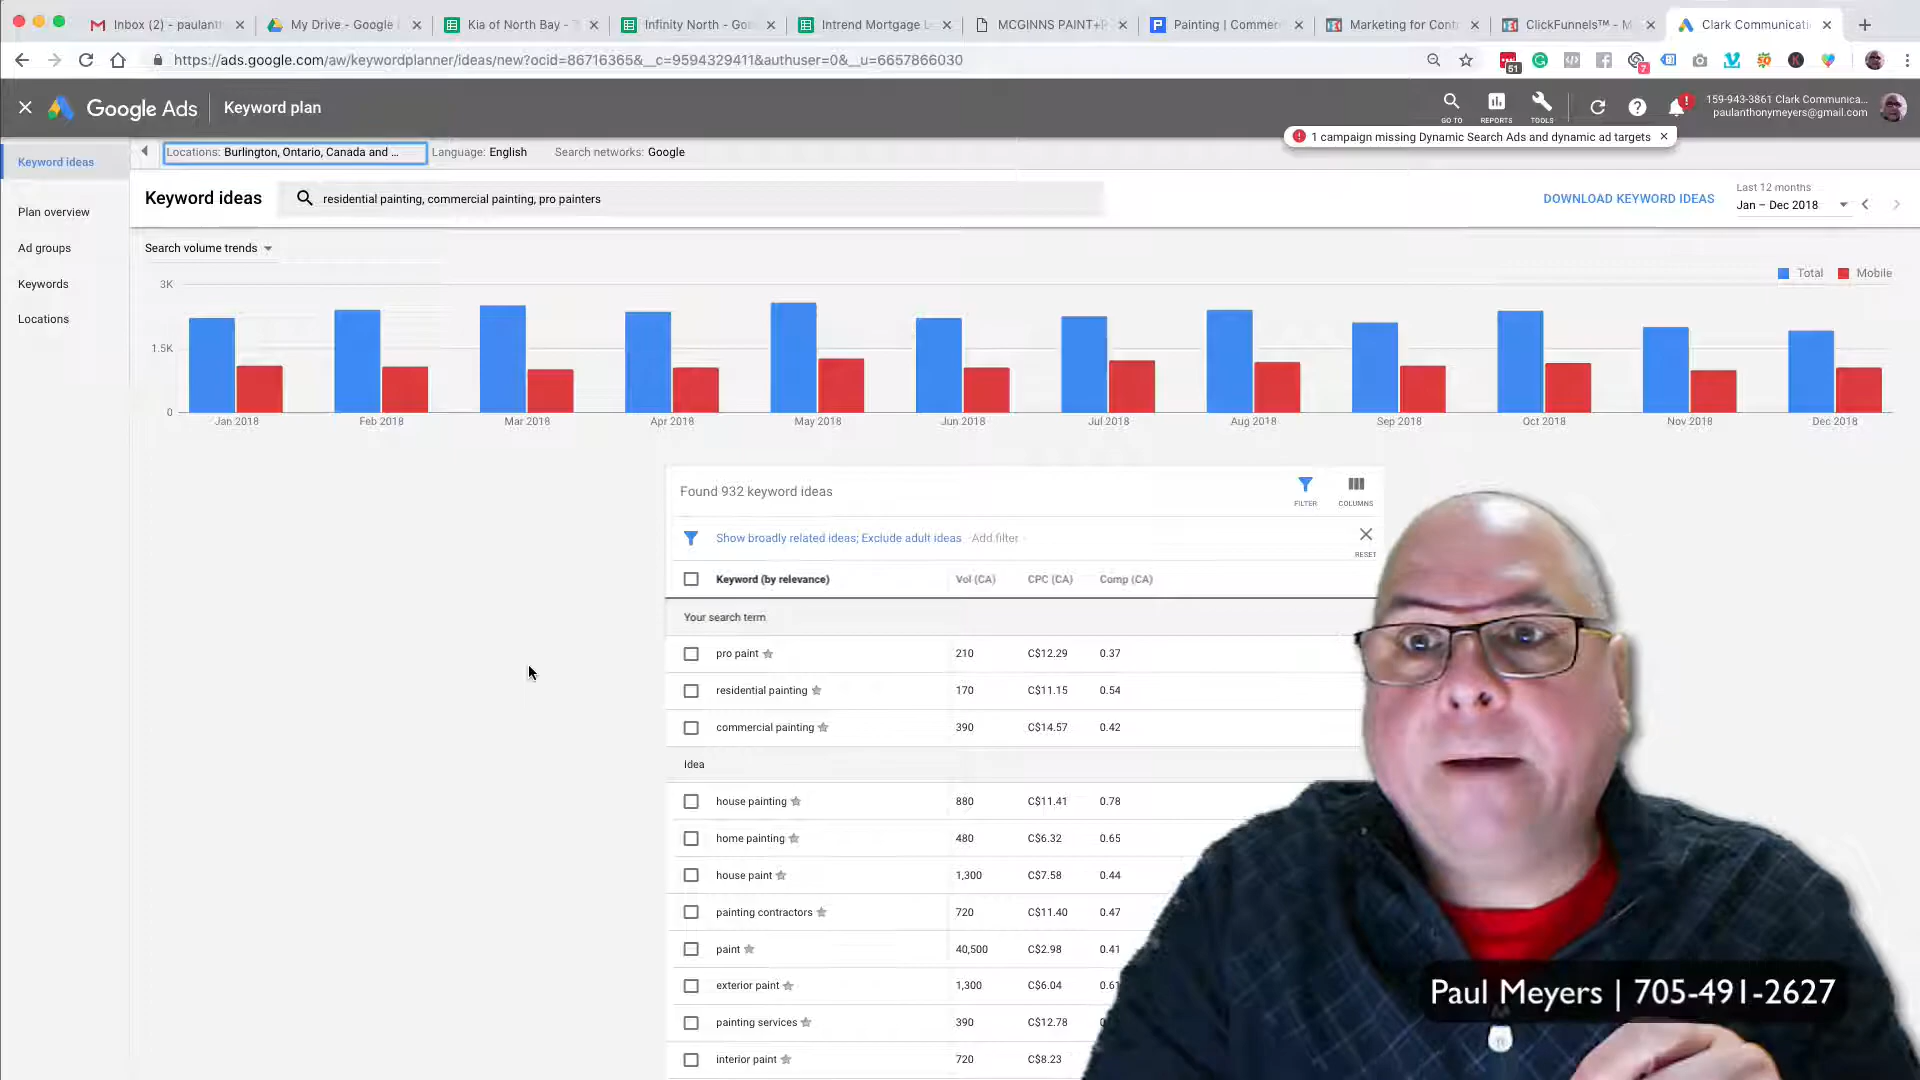 Inbox (2) - paulanth
My Drive - Google
Kia of North Bay -
Infinity North - Go
Intrend Mortgage L
MCGINNS PAINT+
Painting | Commer
Marketing for Cont
ClickFunnels™ - M
Clark Communicati
https://ads.google.com/aw/keywordplanner/ideas/new?ocid=86716365&__c=9594329411&authuser=0&__u=6657866030
51
7
Google Ads
Keyword plan
GO TO
REPORTS
TOOLS
159-943-3861 Clark Communica...
paulanthonymeyers@gmail.com
1 campaign missing Dynamic Search Ads and dynamic ad targets
Locations: Burlington, Ontario, Canada and ...
Language: English
Search networks: Google
Keyword ideas
Plan overview
Ad groups
Keywords
Locations
Keyword ideas
residential painting, commercial painting, pro painters
DOWNLOAD KEYWORD IDEAS
Last 12 months
Jan – Dec 2018
Search volume trends
Total
Mobile
3K
1.5K
0
Jan 2018
Feb 2018
Mar 2018
Apr 2018
May 2018
Jun 2018
Jul 2018
Aug 2018
Sep 2018
Oct 2018
Nov 2018
Dec 2018
Found 932 keyword ideas
FILTER
COLUMNS
Show broadly related ideas; Exclude adult ideas Add filter
RESET
Keyword (by relevance) Vol (CA) CPC (CA) Comp (CA)
Your search term
pro paint 210 C$12.29 0.37
residential painting 170 C$11.15 0.54
commercial painting 390 C$14.57 0.42
Idea
house painting 880 C$11.41 0.78
home painting 480 C$6.32 0.65
house paint 1,300 C$7.58 0.44
painting contractors 720 C$11.40 0.47
paint 40,500 C$2.98 0.41
exterior paint 1,300 C$6.04 0.61
painting services 390 C$12.78
interior paint 720 C$8.23
Paul Meyers | 705-491-2627